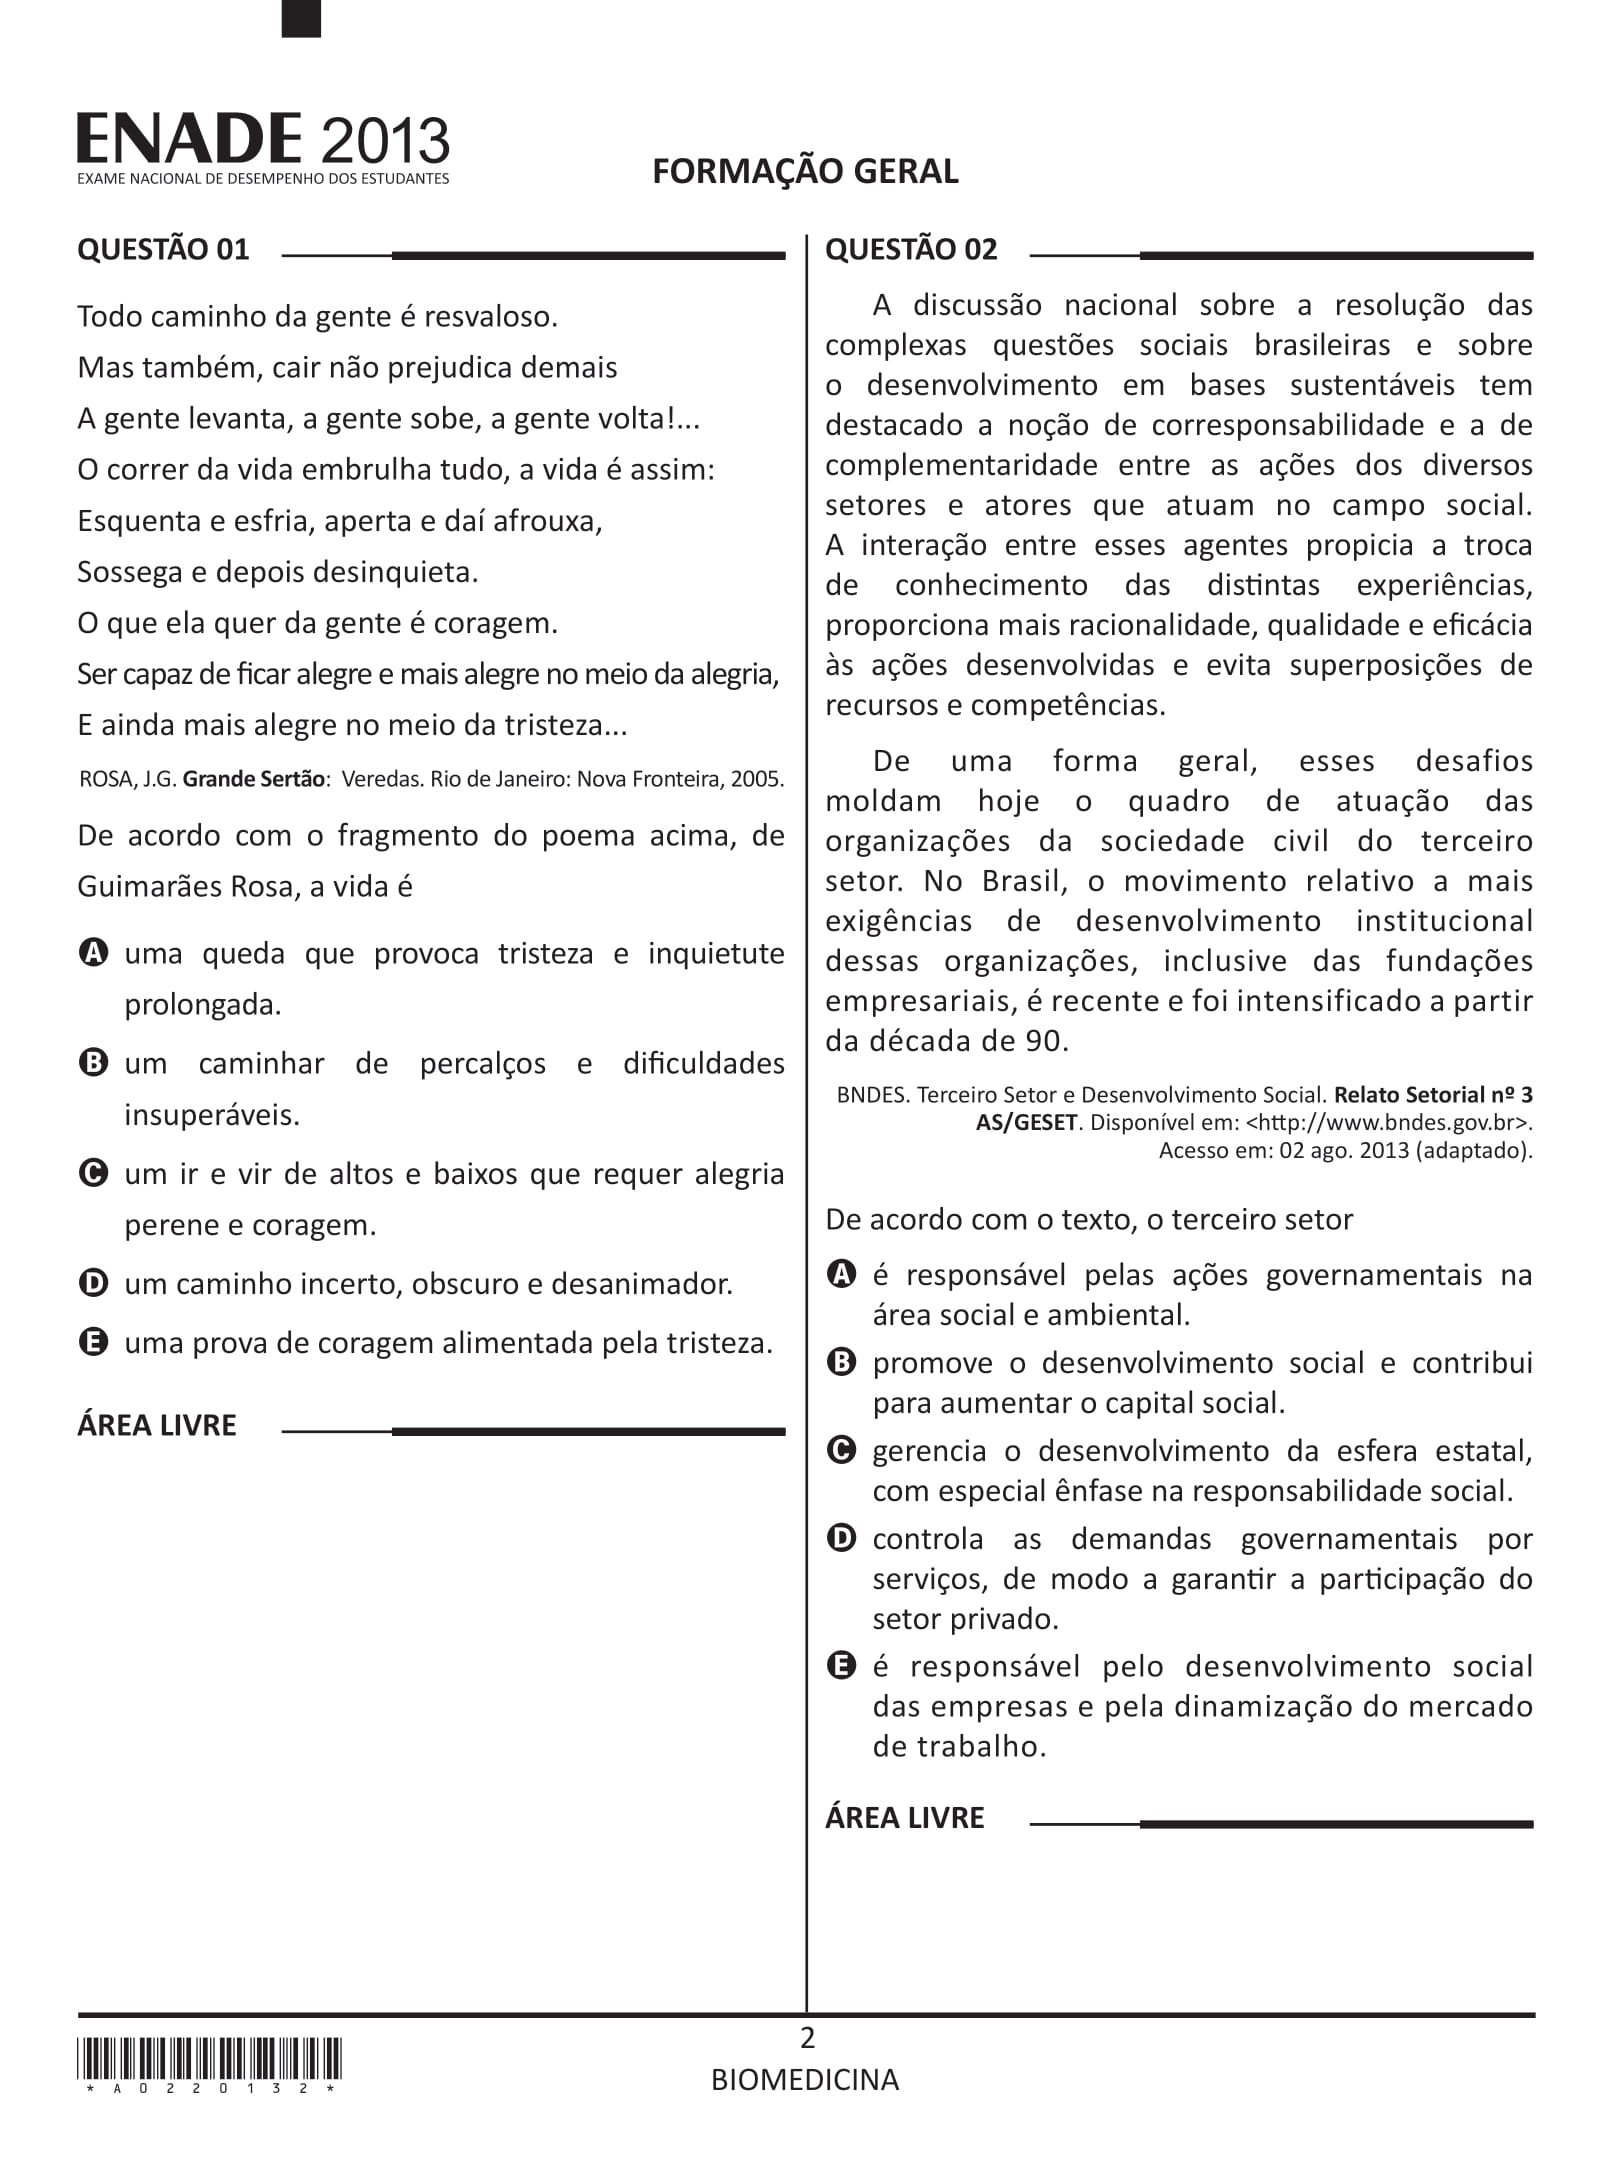 ENADE 2013
EXAME NACIONAL DE DESEMPENHO DOS ESTUDANTES
FORMAÇÃO GERAL
QUESTÃO 01
Todo caminho da gente é resvaloso.
Mas também, cair não prejudica demais
A gente levanta, a gente sobe, a gente volta!...
O correr da vida embrulha tudo, a vida é assim:
Esquenta e esfria, aperta e daí afrouxa,
Sossega e depois desinquieta.
O que ela quer da gente é coragem.
Ser capaz de ficar alegre e mais alegre no meio da alegria,
E ainda mais alegre no meio da tristeza...
ROSA, J.G. Grande Sertão: Veredas. Rio de Janeiro: Nova Fronteira, 2005.
De acordo com o fragmento do poema acima, de
Guimarães Rosa, a vida é
A uma queda que provoca tristeza e inquietute
prolongada.
B um caminhar de percalços e dificuldades
insuperáveis.
C um ir e vir de altos e baixos que requer alegria
perene e coragem.
D um caminho incerto, obscuro e desanimador.
E uma prova de coragem alimentada pela tristeza.
ÁREA LIVRE
QUESTÃO 02
A discussão nacional sobre a resolução das
complexas questões sociais brasileiras e sobre
o desenvolvimento em bases sustentáveis tem
destacado a noção de corresponsabilidade e a de
complementaridade entre as ações dos diversos
setores e atores que atuam no campo social.
A interação entre esses agentes propicia a troca
de conhecimento das distintas experiências,
proporciona mais racionalidade, qualidade e eficácia
às ações desenvolvidas e evita superposições de
recursos e competências.
De uma forma geral, esses desafios
moldam hoje o quadro de atuação das
organizações da sociedade civil do terceiro
setor. No Brasil, o movimento relativo a mais
exigências de desenvolvimento institucional
dessas organizações, inclusive das fundações
empresariais, é recente e foi intensificado a partir
da década de 90.
BNDES. Terceiro Setor e Desenvolvimento Social. Relato Setorial nº 3
AS/GESET. Disponível em: <http://www.bndes.gov.br>.
Acesso em: 02 ago. 2013 (adaptado).
De acordo com o texto, o terceiro setor
A é responsável pelas ações governamentais na
área social e ambiental.
B promove o desenvolvimento social e contribui
para aumentar o capital social.
C gerencia o desenvolvimento da esfera estatal,
com especial ênfase na responsabilidade social.
D controla as demandas governamentais por
serviços, de modo a garantir a participação do
setor privado.
E é responsável pelo desenvolvimento social
das empresas e pela dinamização do mercado
de trabalho.
ÁREA LIVRE
*A0220132*
2
BIOMEDICINA